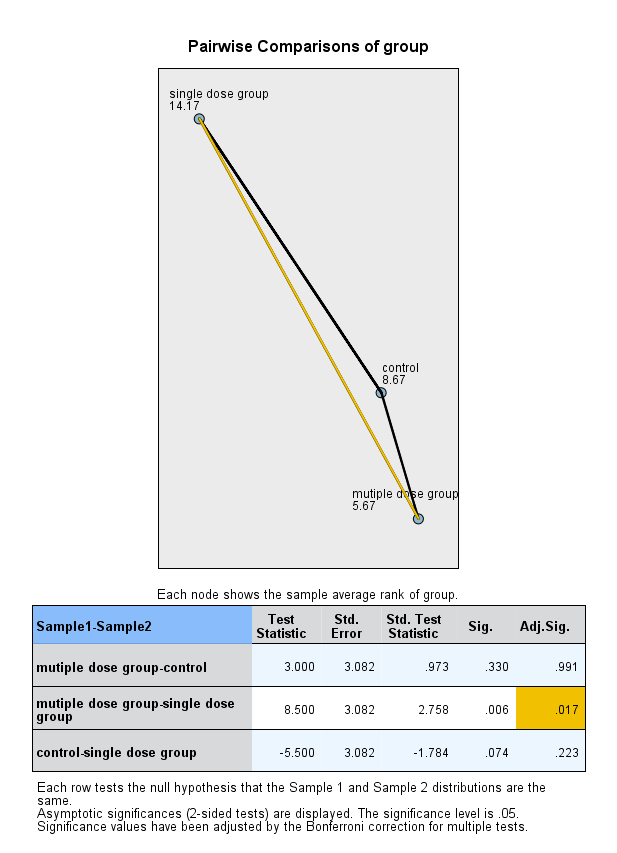 Pairwise Comparisons of group
single dose group
14.17
control
8.67
mutiple dose group
5.67
Each node shows the sample average rank of group.
Sample1-Sample2 Test Statistic Std. Error Std. Test Statistic Sig. Adj.Sig.
mutiple dose group-control 3.000 3.082 .973 .330 .991
mutiple dose group-single dose group 8.500 3.082 2.758 .006 .017
control-single dose group -5.500 3.082 -1.784 .074 .223
Each row tests the null hypothesis that the Sample 1 and Sample 2 distributions are the
same.
Asymptotic significances (2-sided tests) are displayed. The significance level is .05.
Significance values have been adjusted by the Bonferroni correction for multiple tests.